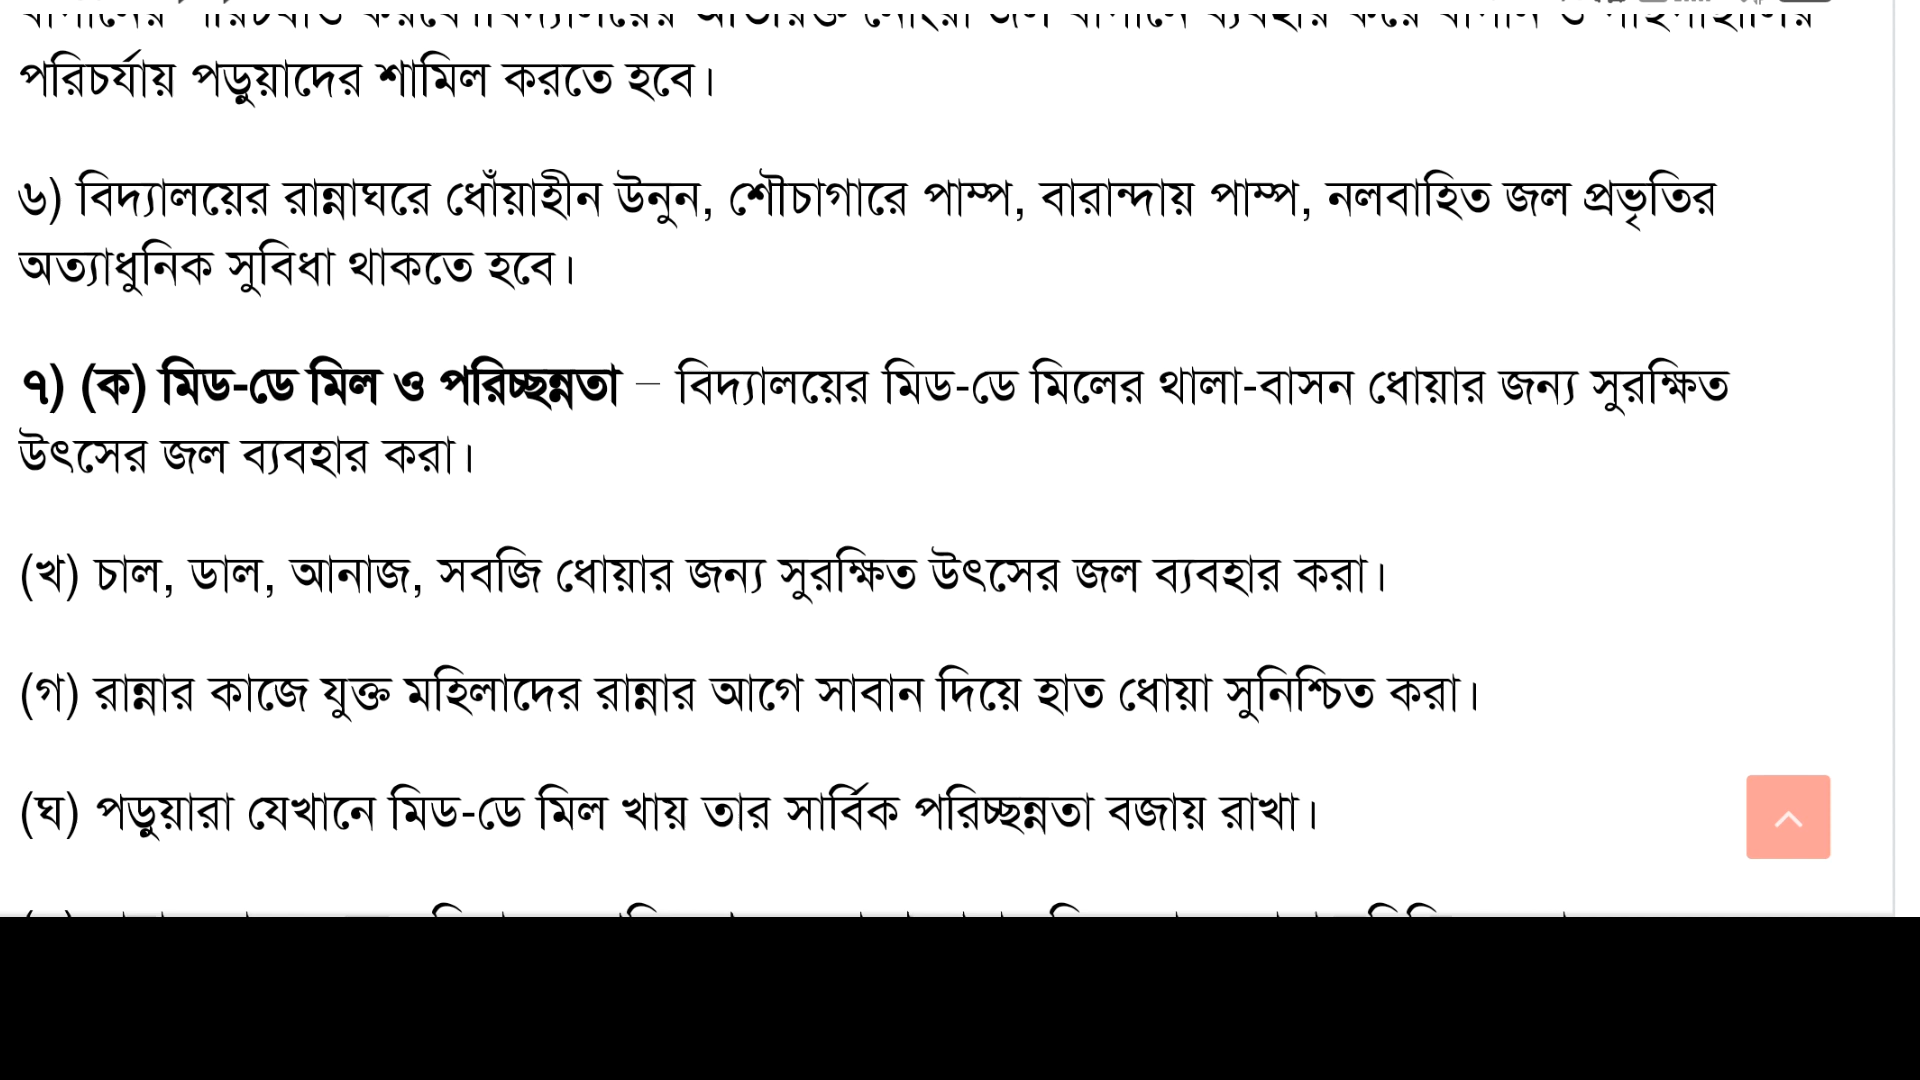 পরিচর্যায় পড়ুয়াদের শামিল করতে হবে।
৬) বিদ্যালয়ের রান্নাঘরে ধোঁয়াহীন উনুন, শৌচাগারে পাম্প, বারান্দায় পাম্প, নলবাহিত জল প্রভৃতির
অত্যাধুনিক সুবিধা থাকতে হবে।
৭) (ক) মিড-ডে মিল ও পরিচ্ছন্নতা – বিদ্যালয়ের মিড-ডে মিলের থালা-বাসন ধোয়ার জন্য সুরক্ষিত
উৎসের জল ব্যবহার করা।
(খ) চাল, ডাল, আনাজ, সবজি ধোয়ার জন্য সুরক্ষিত উৎসের জল ব্যবহার করা।
(গ) রান্নার কাজে যুক্ত মহিলাদের রান্নার আগে সাবান দিয়ে হাত ধোয়া সুনিশ্চিত করা।
(ঘ) পড়ুয়ারা যেখানে মিড-ডে মিল খায় তার সার্বিক পরিচ্ছন্নতা বজায় রাখা।